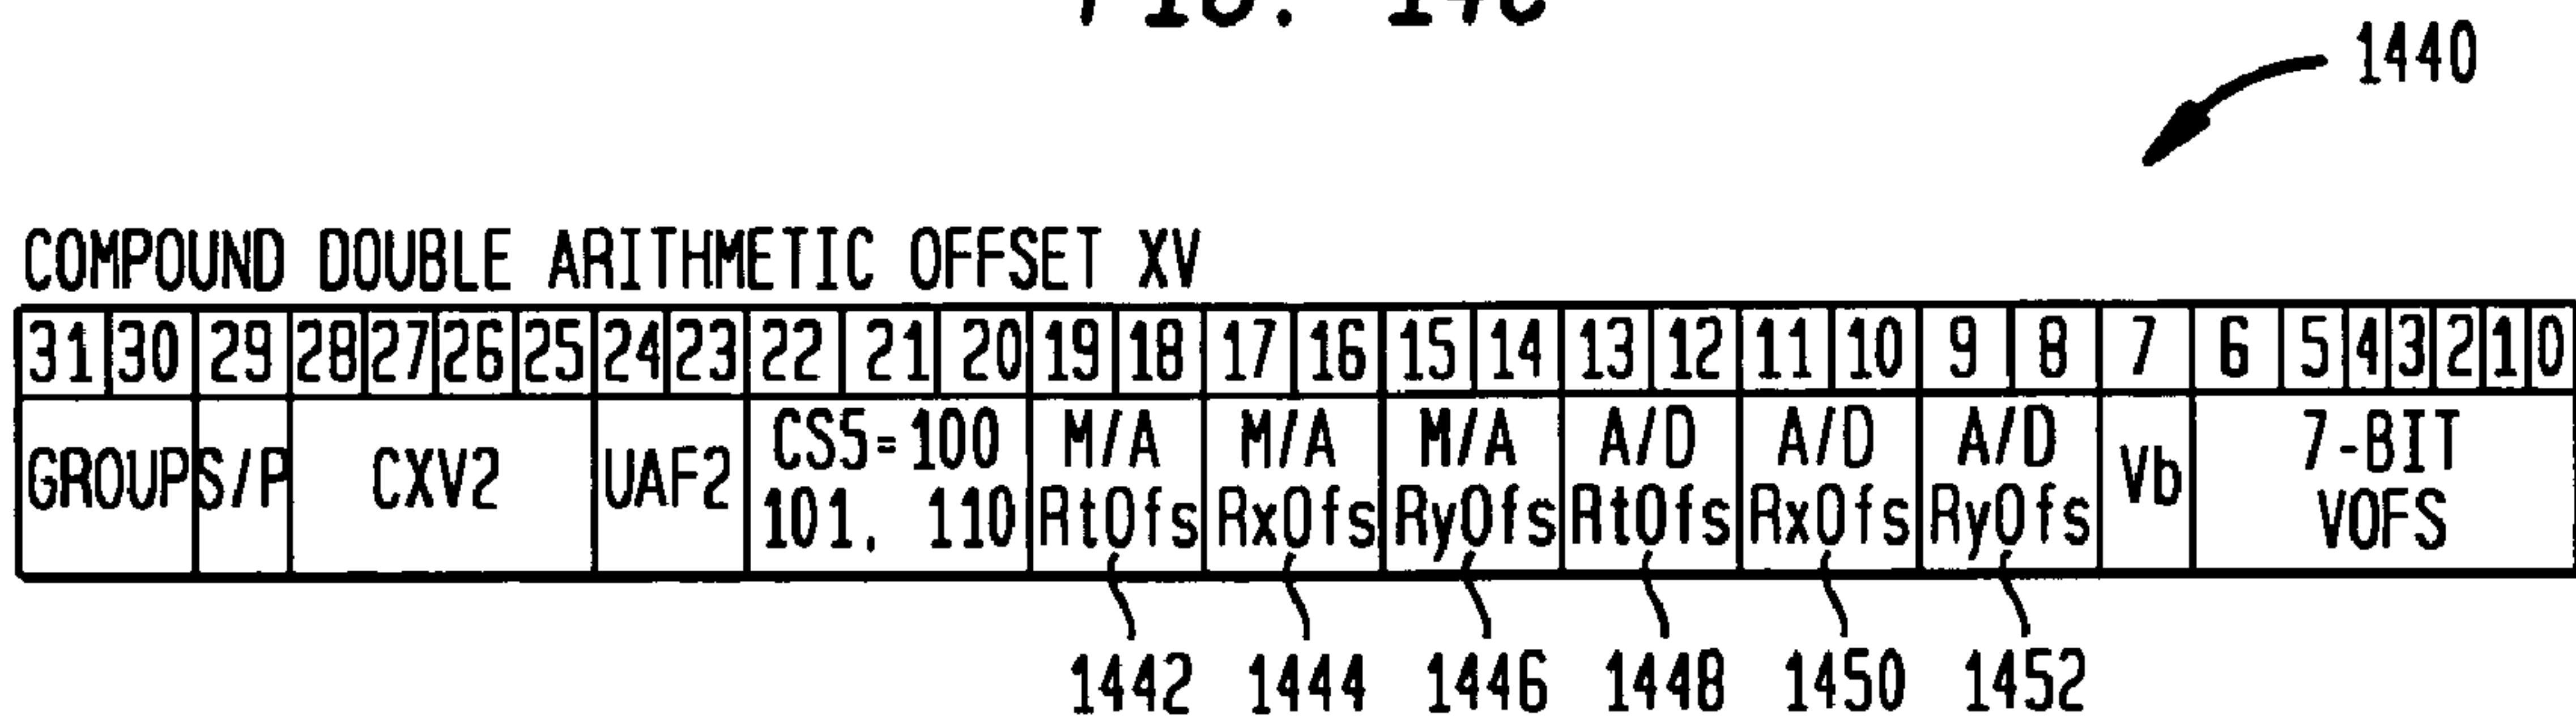 1440
COMPOUND DOUBLE ARITHMETIC OFFSET XV
31 30 29 28 27 26 25 24 23 22 21 20 19 18 17 16 15 14 13 12 11 10 9 8 7 6 5 4 3 2 1 0
GROUP S/P CXV2 UAF2 CS5=100 101, 110 M/A RtOfs M/A RxOfs M/A RyOfs A/D RtOfs A/D RxOfs A/D RyOfs Vb 7-BIT VOFS
1442 1444 1446 1448 1450 1452